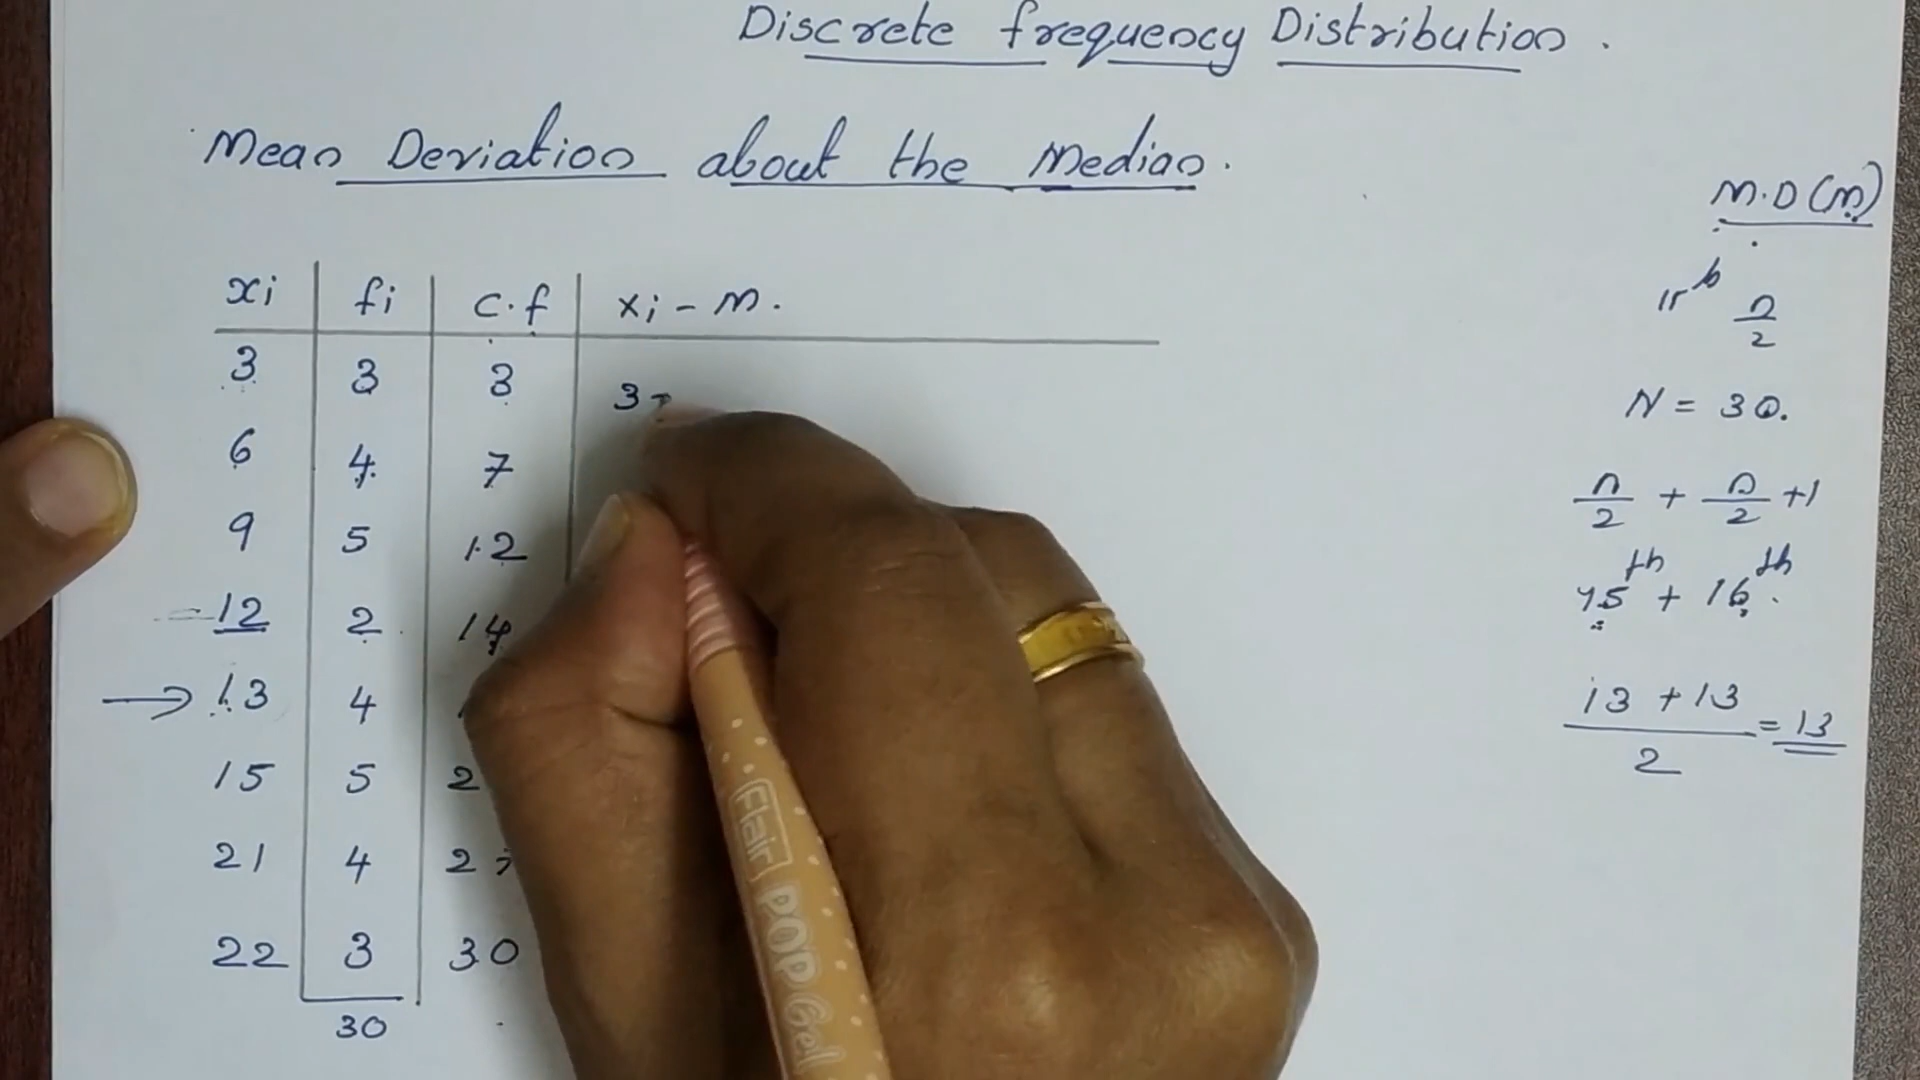 Discrete frequency Distribution.
Mean Deviation about the Median.
M.D(M)
xi fi C.f xi - M.
n/2
3 3 3 3 -
N = 30.
6 4 7
n/2 + n/2 +1
9 5 12
15th + 16th.
12 2 14
→ 13 4
13 + 13 / 2 = 13
15 5 2
21 4 27
22 3 30
30
Flair POP Gel